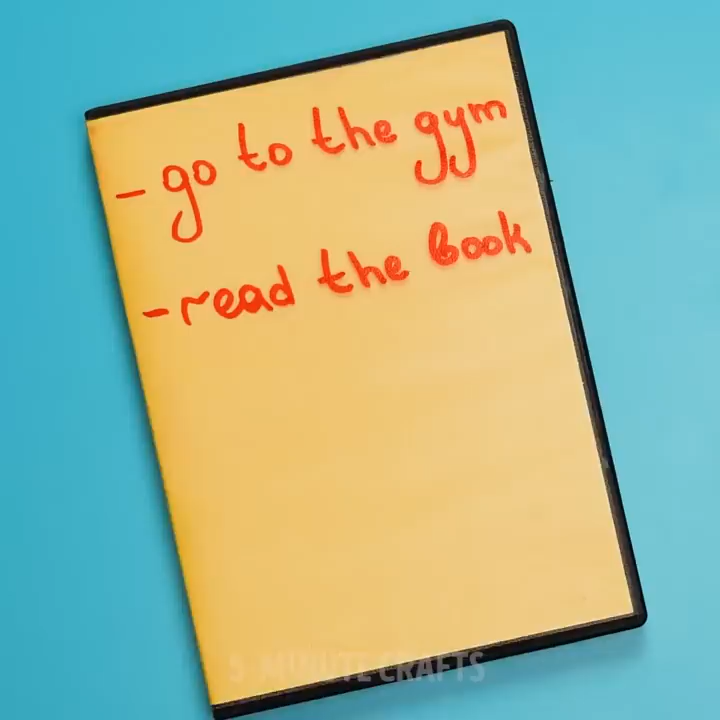 - go to the gym
- read the book
5-MINUTE CRAFTS